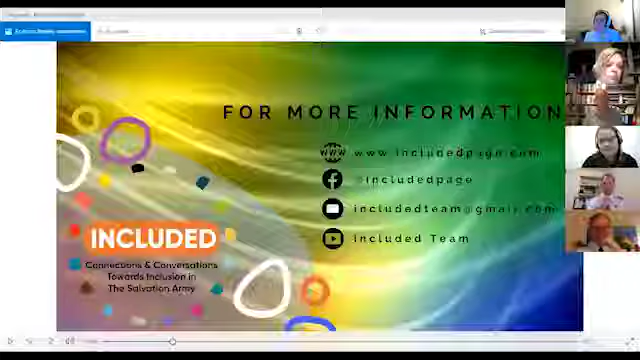 FOR MORE INFORMATION
www.includedpage.com
@includedpage
includedteam@gmail.com
Included Team
INCLUDED
Connections & Conversations
Towards Inclusion in
The Salvation Army